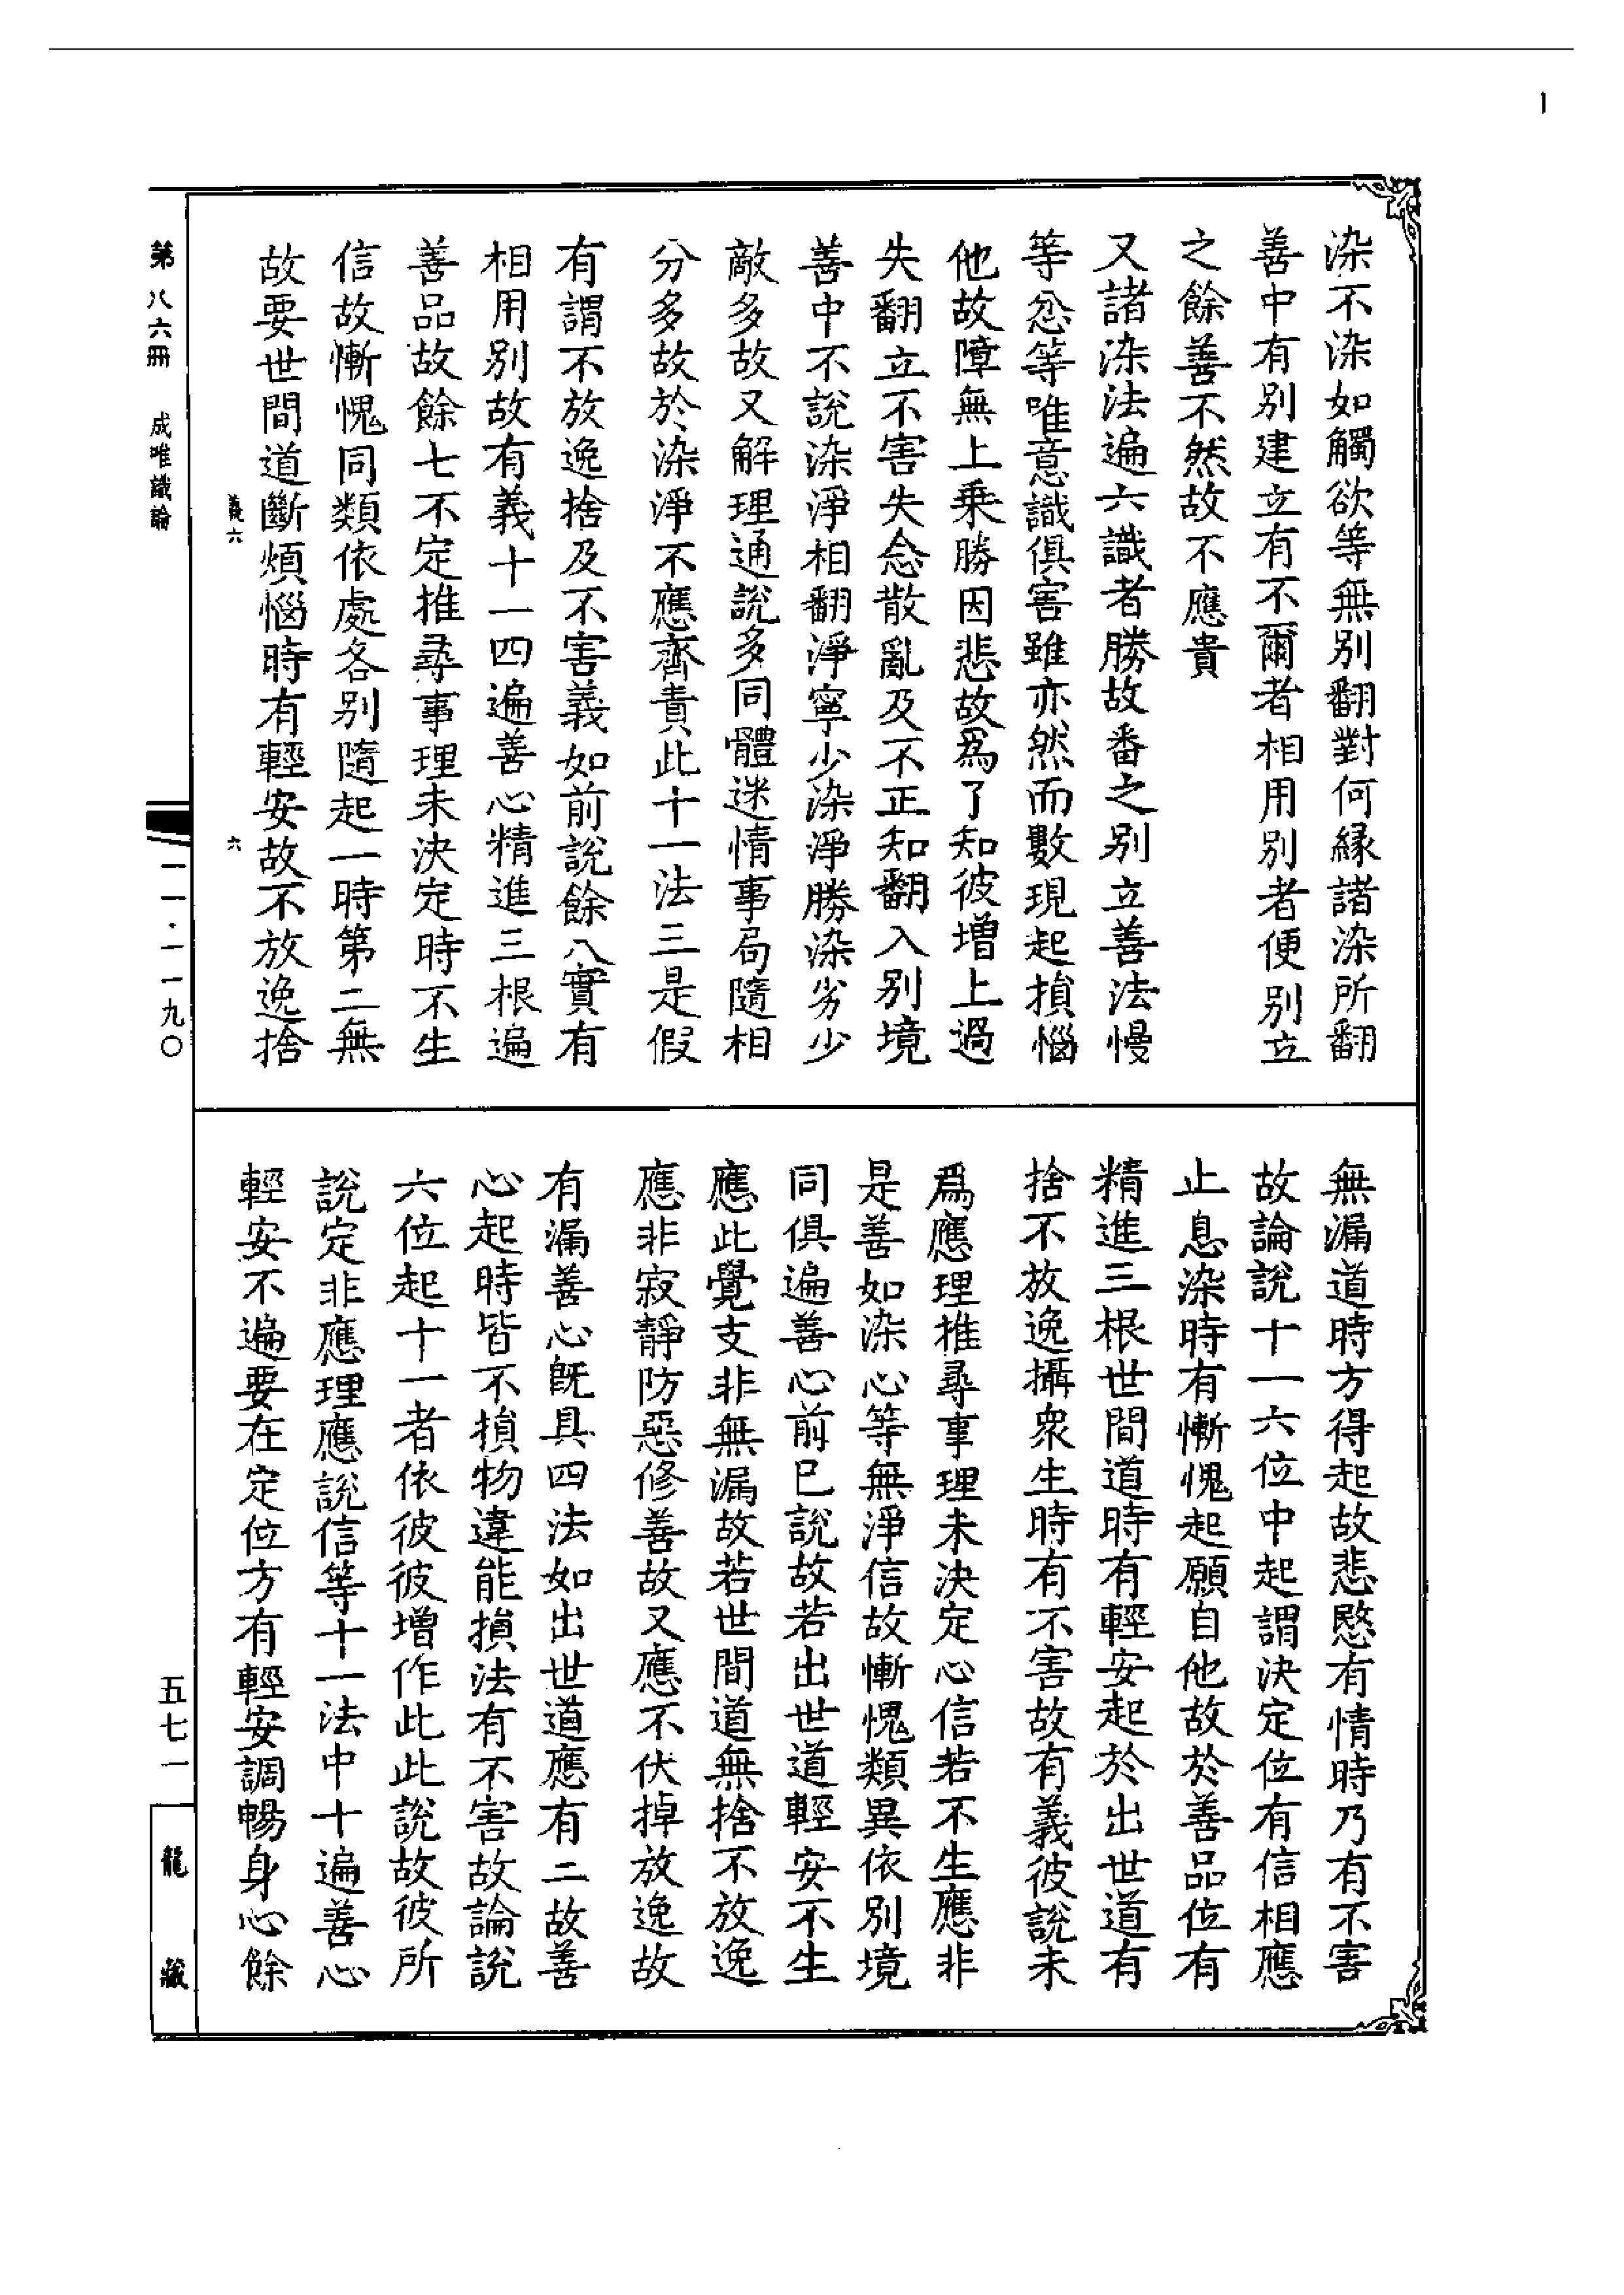 染不染如觸欲等無別翻對何縁諸染所翻
善中有別建立有不爾者相用別者便別立
之餘善不然故不應責
又諸染法遍六識者勝故番之別立善法慢
等忿等唯意識俱害雖亦然而數現起損惱
他故障無上乘勝因悲故爲了知彼增上過
失翻立不害失念散亂及不正知翻入別境
善中不說染淨相翻淨寧少染淨勝染劣少
敵多故又解理通說多同體迷情事局隨相
分多故於染淨不應齊責此十一法三是假
有謂不放逸捨及不害義如前說餘八實有
相用別故有義十一四遍善心精進三根遍
善品故餘七不定推尋事理未決定時不生
信故慚愧同類依處各別隨起一時第二無
故要世間道斷煩惱時有輕安故不放逸捨
無漏道時方得起故悲愍有情時乃有不害
故論說十一六位中起謂決定位有信相應
止息染時有慚愧起願自他故於善品位有
精進三根世間道時有輕安起於出世道有
捨不放逸攝衆生時有不害故有義彼說未
爲應理推尋事理未決定心信若不生應非
是善如染心等無淨信故慚愧類異依別境
同俱遍善心前已說故若出世道輕安不生
應此覺支非無漏故若世間道無捨不放逸
應非寂靜防惡修善故又應不伏掉放逸故
有漏善心旣具四法如出世道應有二故善
心起時皆不損物違能損法有不害故論說
六位起十一者依彼彼增作此此說故彼所
說定非應理應說信等十一法中十遍善心
輕安不遍要在定位方有輕安調暢身心餘
義六
六
第八六冊 成唯識論
一一·一一九〇
五七一
龍藏
1